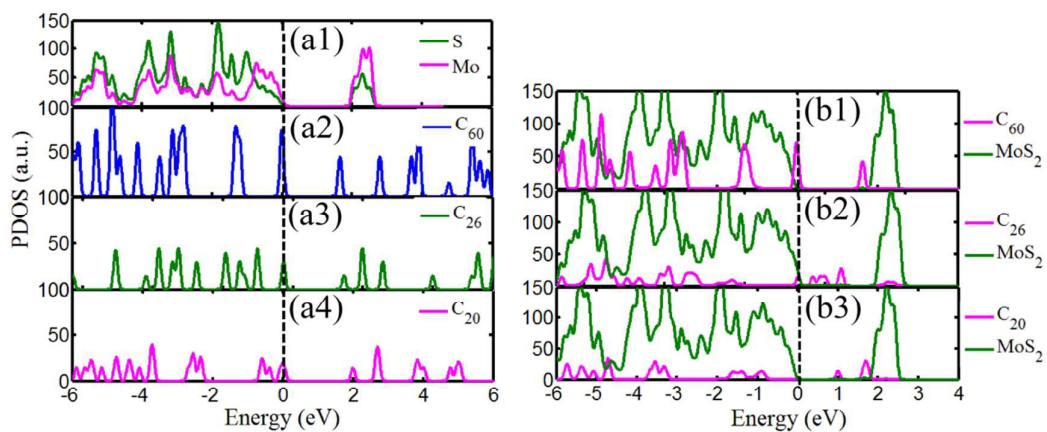 150
100
50
(a1)
S
Mo
100
50
(a2)
C60
100
50
(a3)
C26
100
50
0
(a4)
C20
-6 -4 -2 0 2 4 6
Energy (eV)
PDOS (a.u.)
150
100
50
(b1)
C60
MoS2
150
100
50
(b2)
C26
MoS2
150
100
50
0
(b3)
C20
MoS2
-6 -5 -4 -3 -2 -1 0 1 2 3 4
Energy (eV)